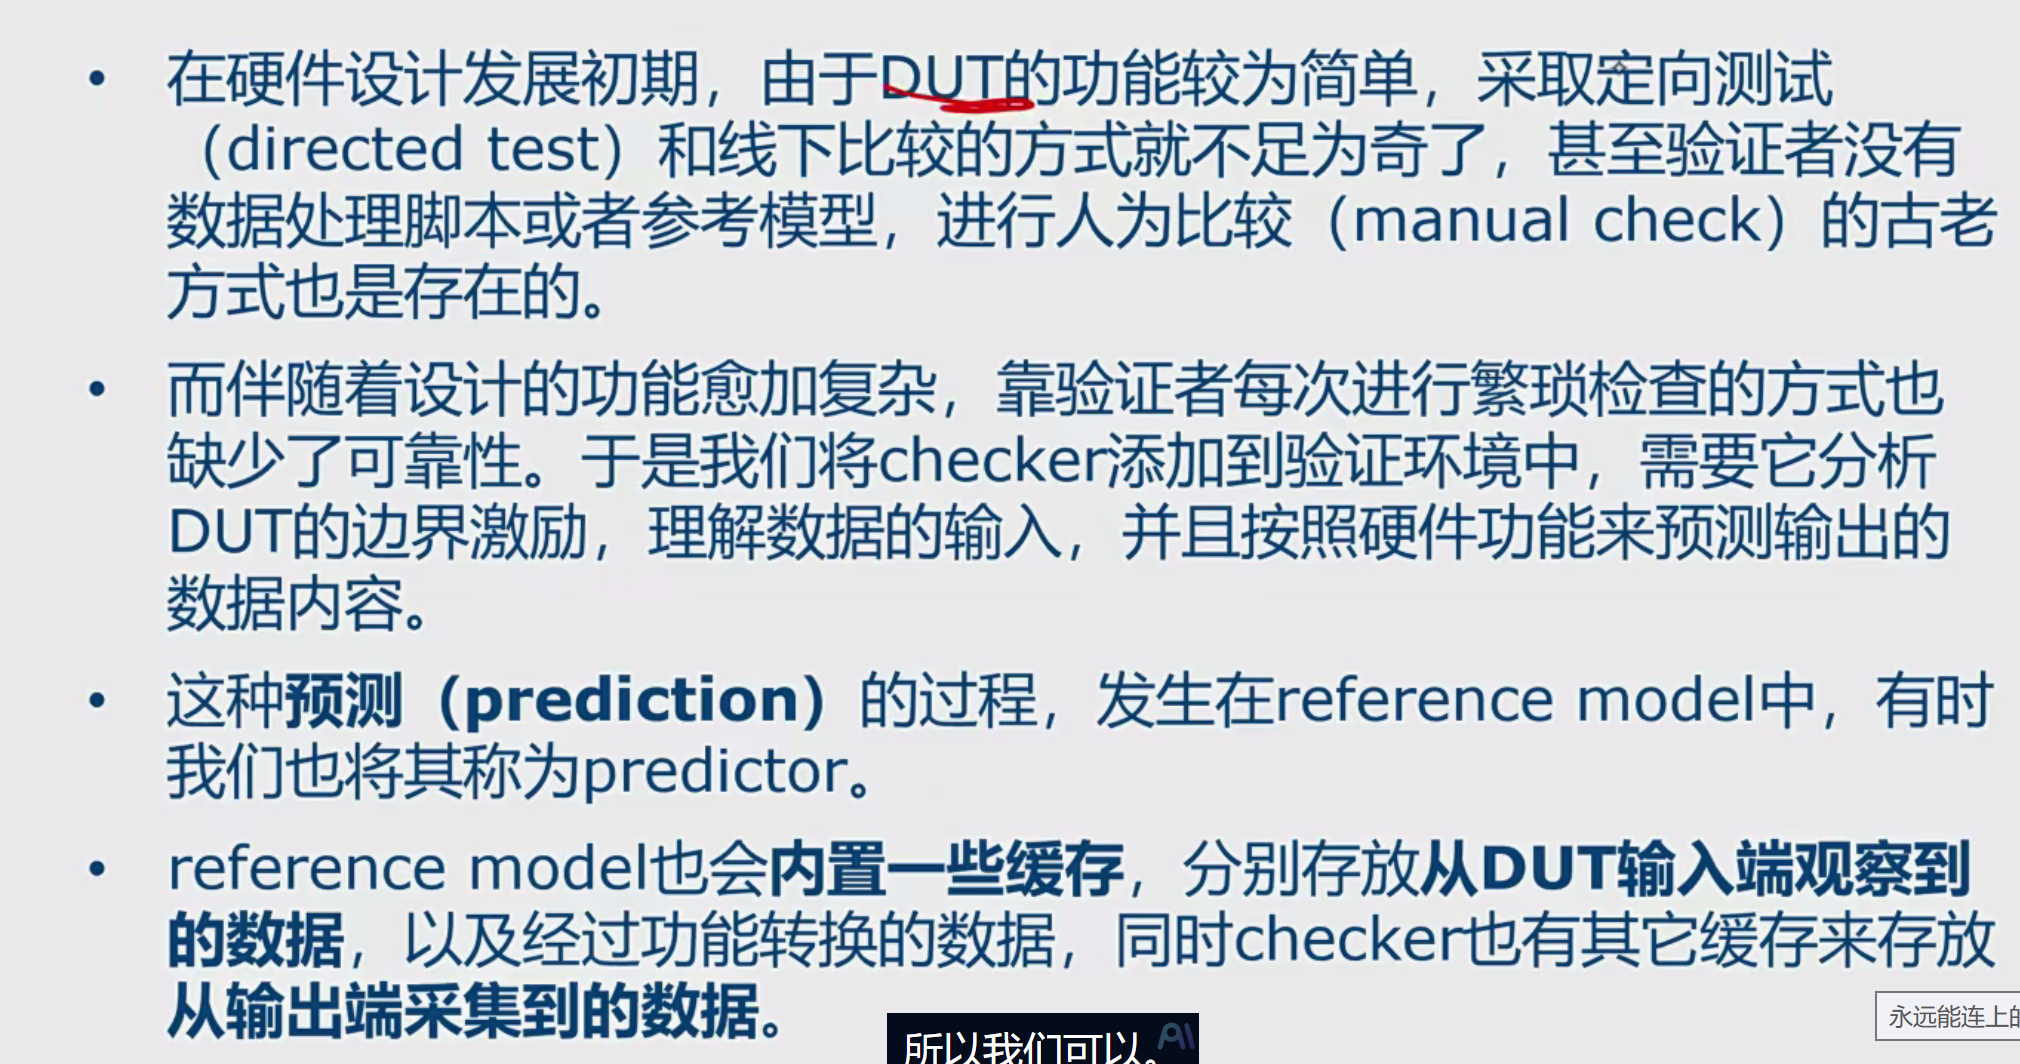 • 在硬件设计发展初期，由于DUT的功能较为简单，采取定向测试
（directed test）和线下比较的方式就不足为奇了，甚至验证者没有
数据处理脚本或者参考模型，进行人为比较（manual check）的古老
方式也是存在的。
• 而伴随着设计的功能愈加复杂，靠验证者每次进行繁琐检查的方式也
缺少了可靠性。于是我们将checker添加到验证环境中，需要它分析
DUT的边界激励，理解数据的输入，并且按照硬件功能来预测输出的
数据内容。
• 这种预测（prediction）的过程，发生在reference model中，有时
我们也将其称为predictor。
• reference model也会内置一些缓存，分别存放从DUT输入端观察到
的数据，以及经过功能转换的数据，同时checker也有其它缓存来存放
从输出端采集到的数据。
所以我们可以。
AI
永远能连上的